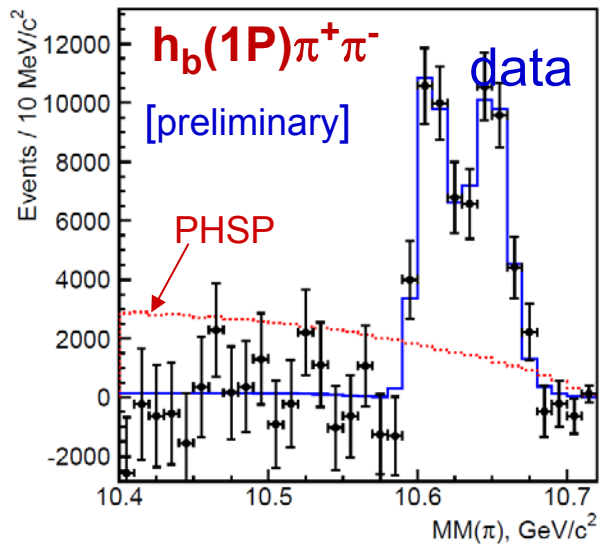 h_b(1P)π⁺π⁻
data
[preliminary]
PHSP
Events / 10 MeV/c²
12000
10000
8000
6000
4000
2000
0
-2000
10.4 10.5 10.6 10.7
MM(π), GeV/c²